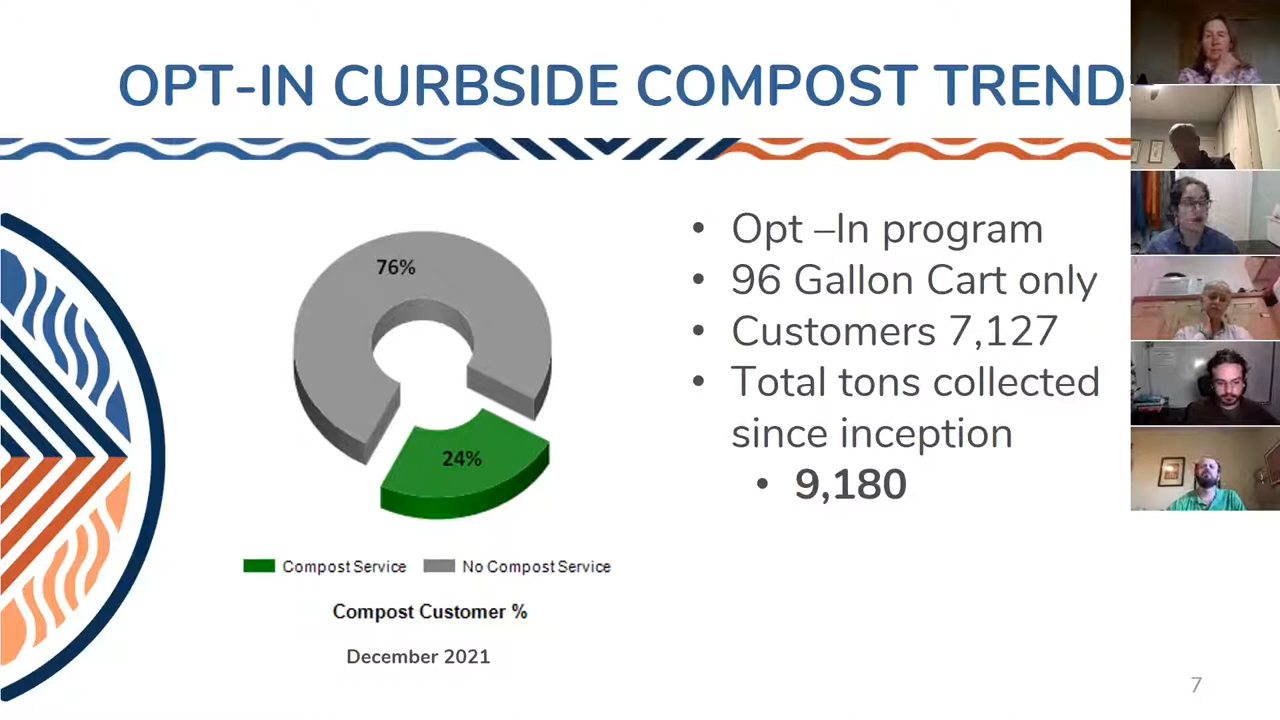 OPT-IN CURBSIDE COMPOST TREND
76%
24%
Compost Service
No Compost Service
Compost Customer %
December 2021
• Opt –In program
• 96 Gallon Cart only
• Customers 7,127
• Total tons collected
since inception
• 9,180
7